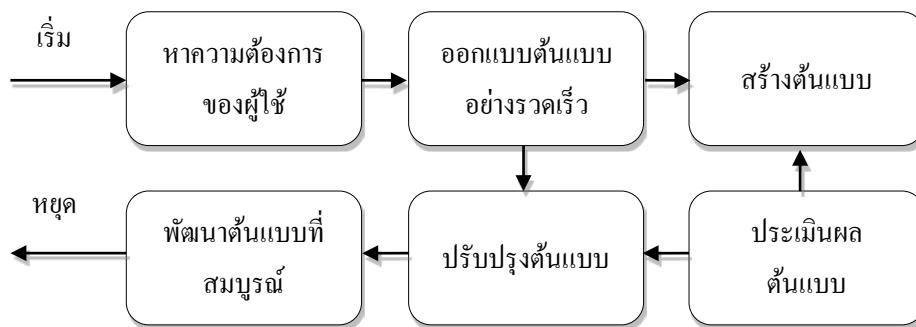 เริ่ม
หาความต้องการ
ของผู้ใช้
ออกแบบต้นแบบ
อย่างรวดเร็ว
สร้างต้นแบบ
หยุด
พัฒนาต้นแบบที่
สมบูรณ์
ปรับปรุงต้นแบบ
ประเมินผล
ต้นแบบ